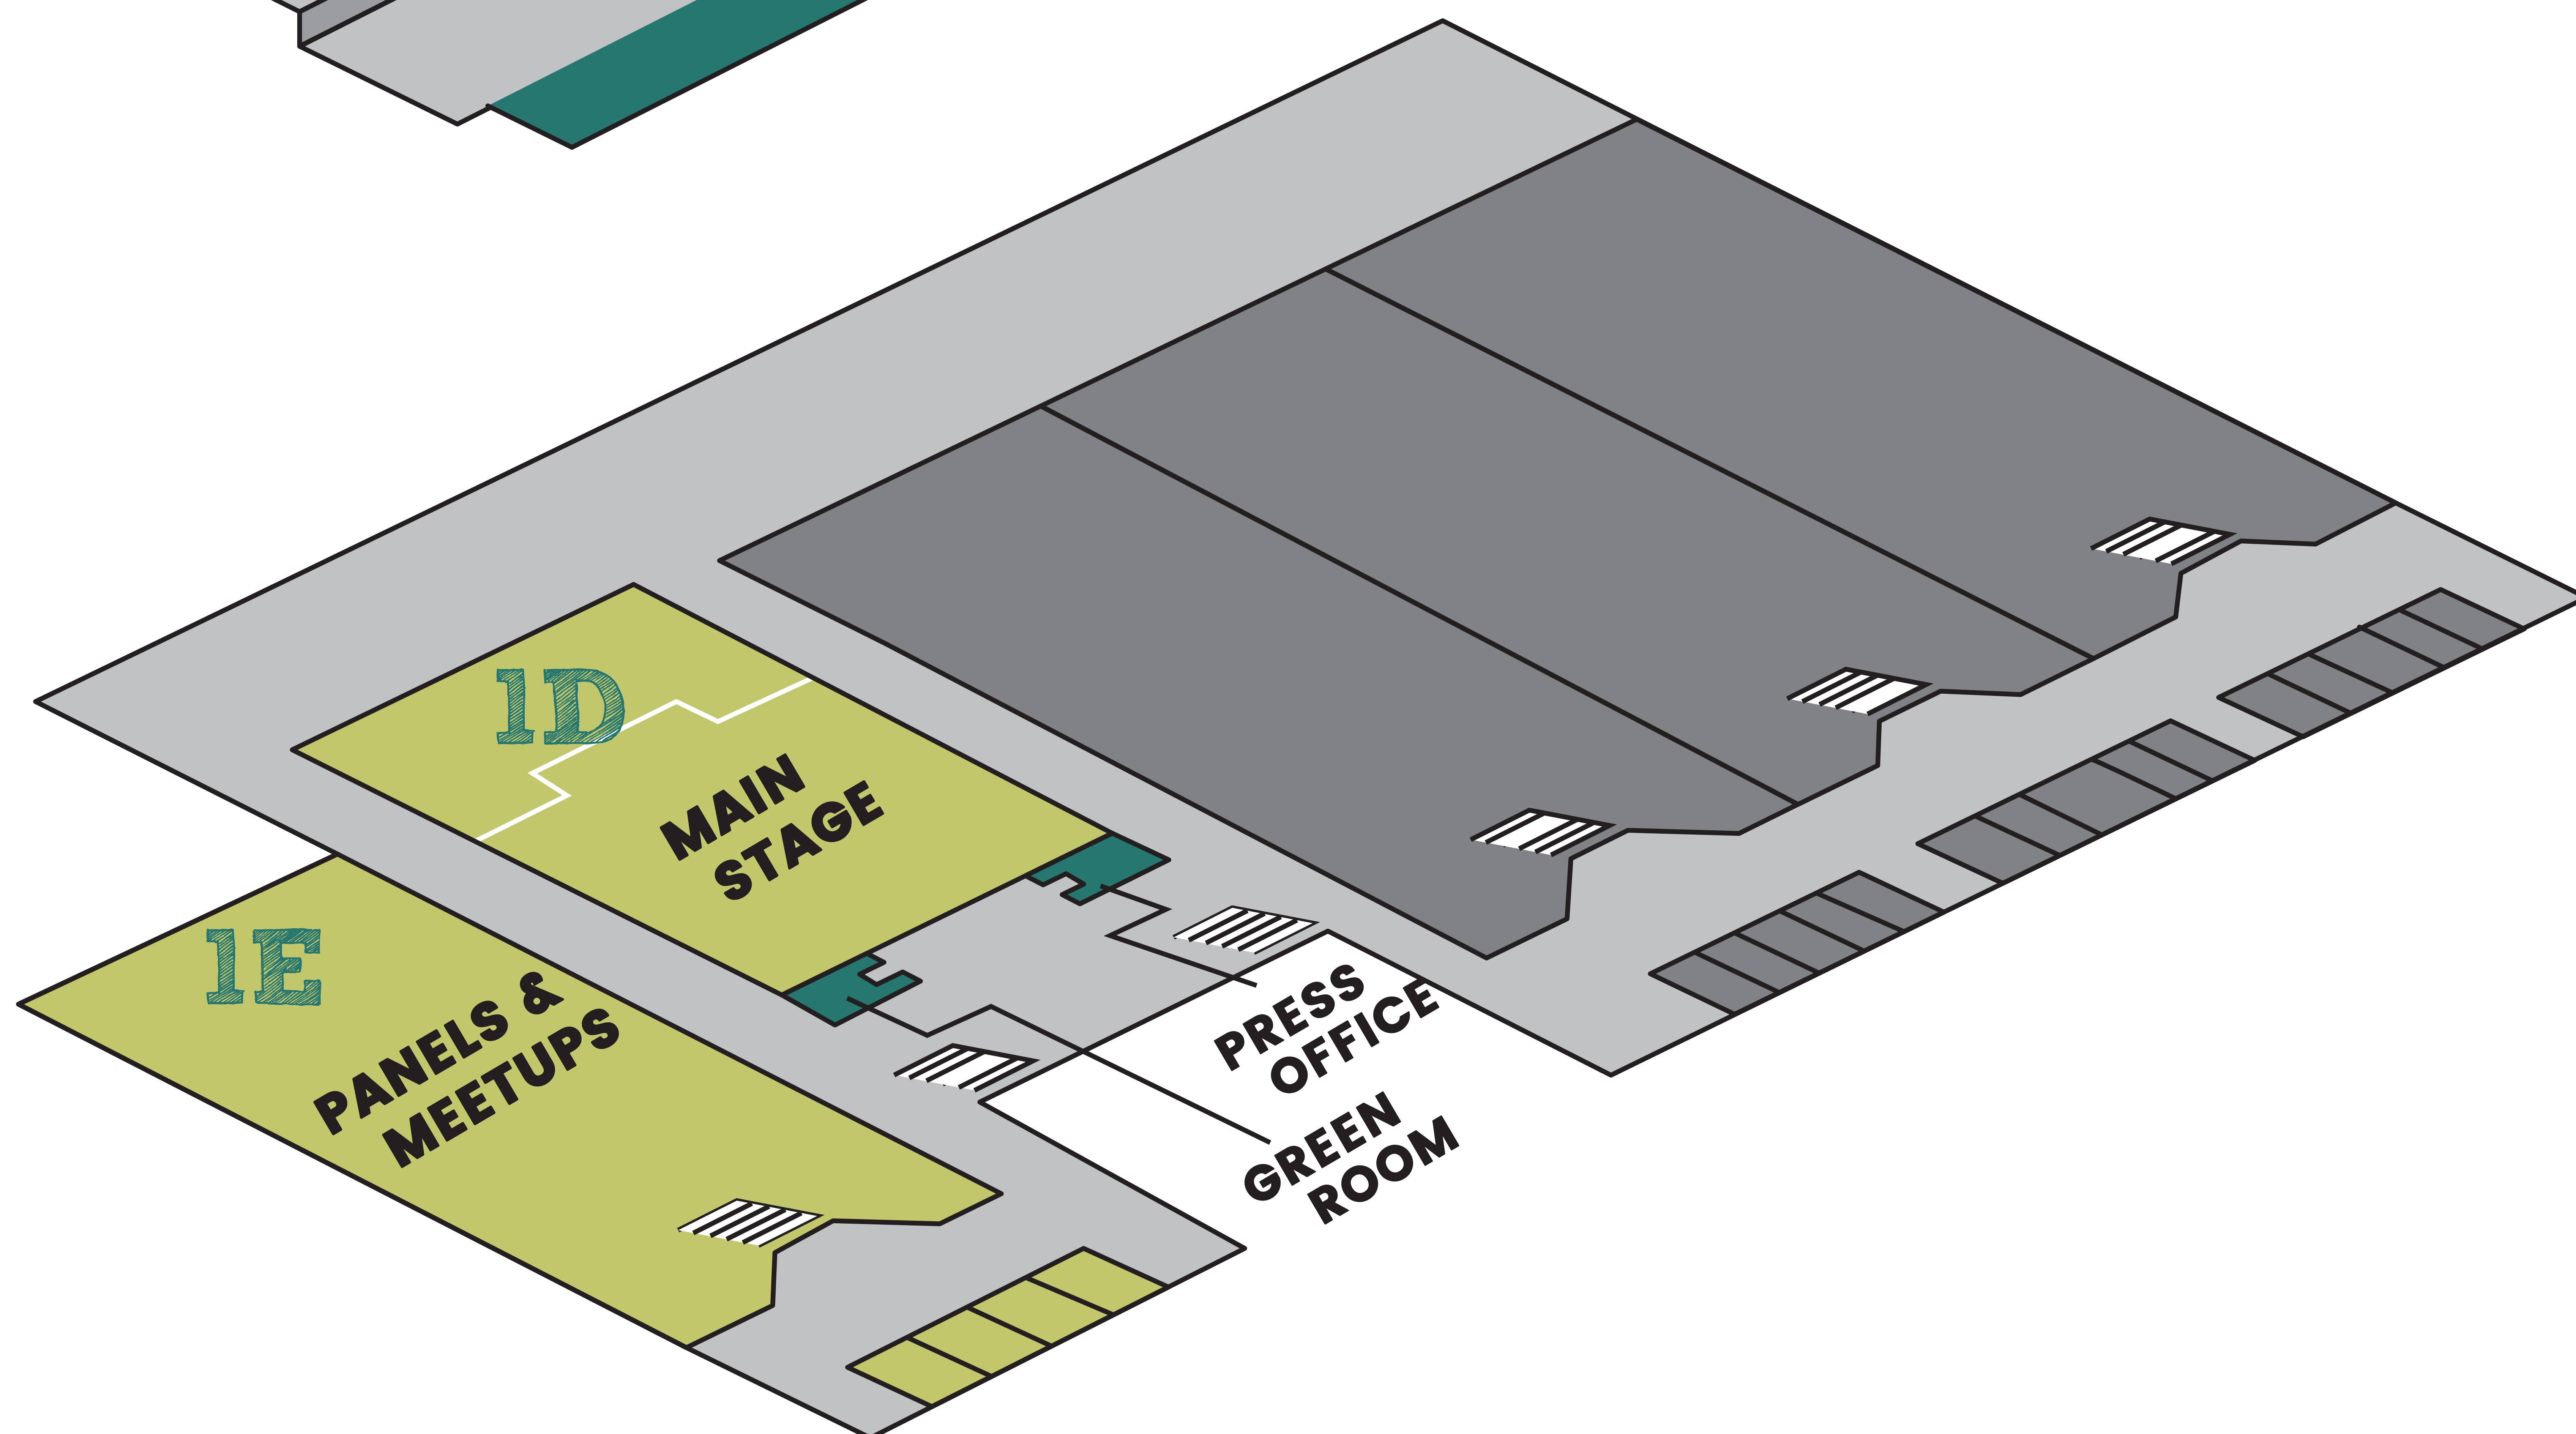 1D
MAIN
STAGE
1E
PANELS &
MEETUPS
PRESS
OFFICE
GREEN
ROOM